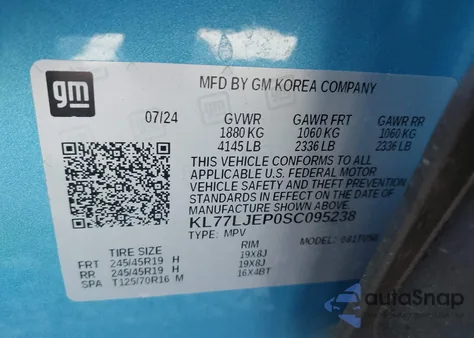 gm
MFD BY GM KOREA COMPANY
07/24 GVWR GAWR FRT GAWR RR
1880 KG 1060 KG 1060 KG
4145 LB 2336 LB 2336 LB
THIS VEHICLE CONFORMS TO ALL
APPLICABLE U.S. FEDERAL MOTOR
VEHICLE SAFETY AND THEFT PREVENTION
STANDARDS IN EFFECT ON THE DATE OF
MANUFACTURE SHOWN ABOVE.
KL77LJEP0SC095238
TYPE: MPV MODEL:
TIRE SIZE RIM
FRT 245/45R19 H 19X8J
RR 245/45R19 H 19X8J
SPA T125/70R16 M 16X4BT
autoSnap